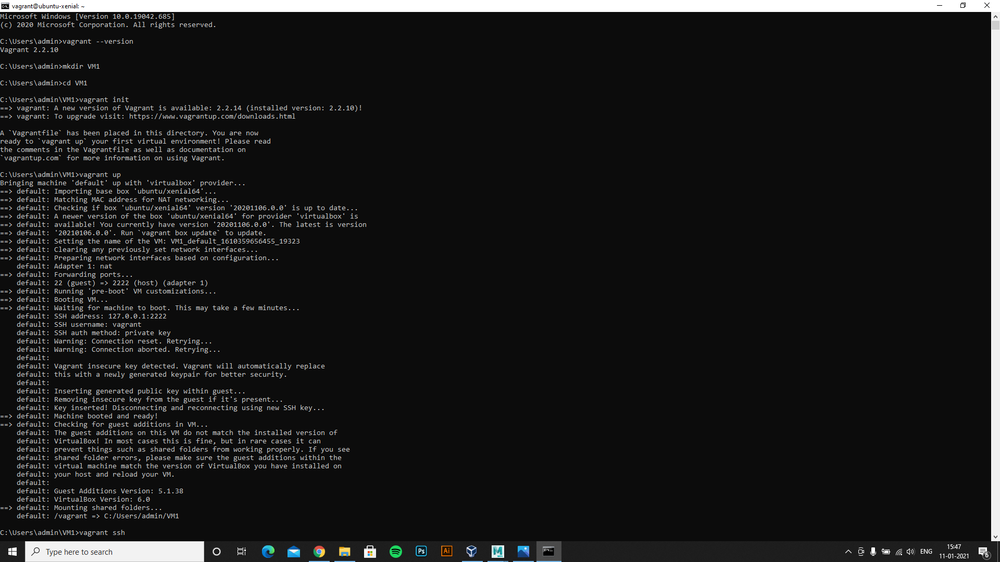 vagrant@ubuntu-xenial: ~
Microsoft Windows [Version 10.0.19042.685]
(c) 2020 Microsoft Corporation. All rights reserved.
C:\Users\admin>vagrant --version
Vagrant 2.2.10
C:\Users\admin>mkdir VM1
C:\Users\admin>cd VM1
C:\Users\admin\VM1>vagrant init
==> vagrant: A new version of Vagrant is available: 2.2.14 (installed version: 2.2.10)!
==> vagrant: To upgrade visit: https://www.vagrantup.com/downloads.html
A `Vagrantfile` has been placed in this directory. You are now
ready to `vagrant up` your first virtual environment! Please read
the comments in the Vagrantfile as well as documentation on
`vagrantup.com` for more information on using Vagrant.
C:\Users\admin\VM1>vagrant up
Bringing machine 'default' up with 'virtualbox' provider...
==> default: Importing base box 'ubuntu/xenial64'...
==> default: Matching MAC address for NAT networking...
==> default: Checking if box 'ubuntu/xenial64' version '20201106.0.0' is up to date...
==> default: A newer version of the box 'ubuntu/xenial64' for provider 'virtualbox' is
==> default: available! You currently have version '20201106.0.0'. The latest is version
==> default: '20210106.0.0'. Run `vagrant box update` to update.
==> default: Setting the name of the VM: VM1_default_1610359656455_19323
==> default: Clearing any previously set network interfaces...
==> default: Preparing network interfaces based on configuration...
default: Adapter 1: nat
==> default: Forwarding ports...
default: 22 (guest) => 2222 (host) (adapter 1)
==> default: Running 'pre-boot' VM customizations...
==> default: Booting VM...
==> default: Waiting for machine to boot. This may take a few minutes...
default: SSH address: 127.0.0.1:2222
default: SSH username: vagrant
default: SSH auth method: private key
default: Warning: Connection reset. Retrying...
default: Warning: Connection aborted. Retrying...
default:
default: Vagrant insecure key detected. Vagrant will automatically replace
default: this with a newly generated keypair for better security.
default:
default: Inserting generated public key within guest...
default: Removing insecure key from the guest if it's present...
default: Key inserted! Disconnecting and reconnecting using new SSH key...
==> default: Machine booted and ready!
==> default: Checking for guest additions in VM...
default: The guest additions on this VM do not match the installed version of
default: VirtualBox! In most cases this is fine, but in rare cases it can
default: prevent things such as shared folders from working properly. If you see
default: shared folder errors, please make sure the guest additions within the
default: virtual machine match the version of VirtualBox you have installed on
default: your host and reload your VM.
default:
default: Guest Additions Version: 5.1.38
default: VirtualBox Version: 6.0
==> default: Mounting shared folders...
default: /vagrant => C:/Users/admin/VM1
C:\Users\admin\VM1>vagrant ssh
Type here to search
Ps
Ai
M
ENG
15:47
11-01-2021
6